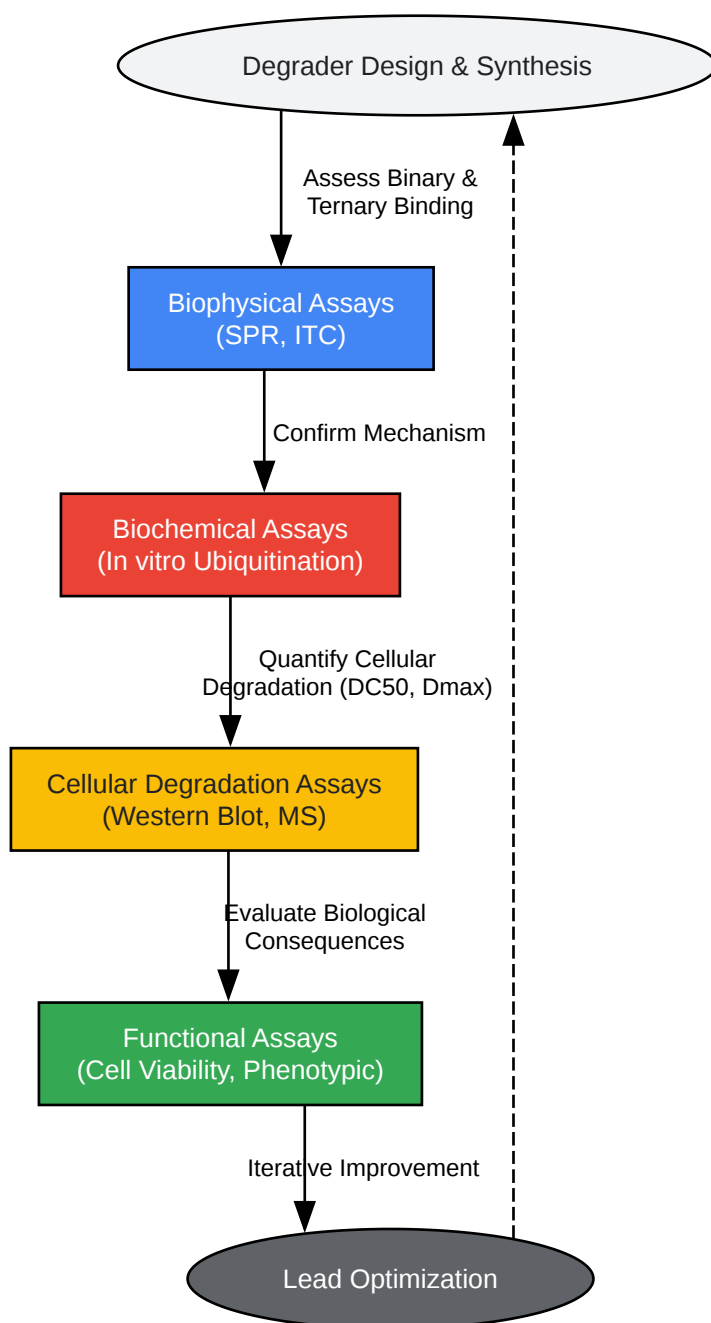 Degrader Design & Synthesis
Assess Binary &
Ternary Binding
Biophysical Assays
(SPR, ITC)
Confirm Mechanism
Biochemical Assays
(In vitro Ubiquitination)
Quantify Cellular
Degradation (DC50, Dmax)
Cellular Degradation Assays
(Western Blot, MS)
Evaluate Biological
Consequences
Functional Assays
(Cell Viability, Phenotypic)
Iterative Improvement
Lead Optimization